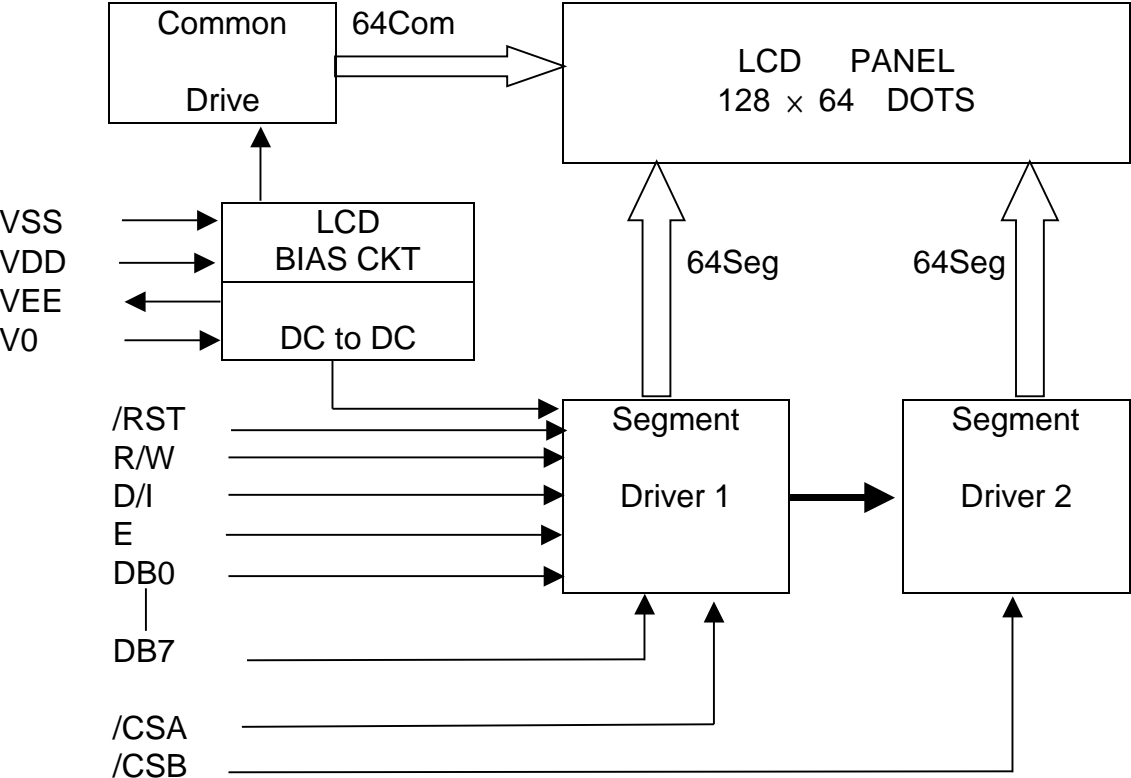 Common
Drive
64Com
LCD PANEL
128 × 64 DOTS
VSS
VDD
VEE
V0
LCD
BIAS CKT
DC to DC
64Seg
64Seg
/RST
R/W
D/I
E
DB0
DB7
/CSA
/CSB
Segment
Driver 1
Segment
Driver 2